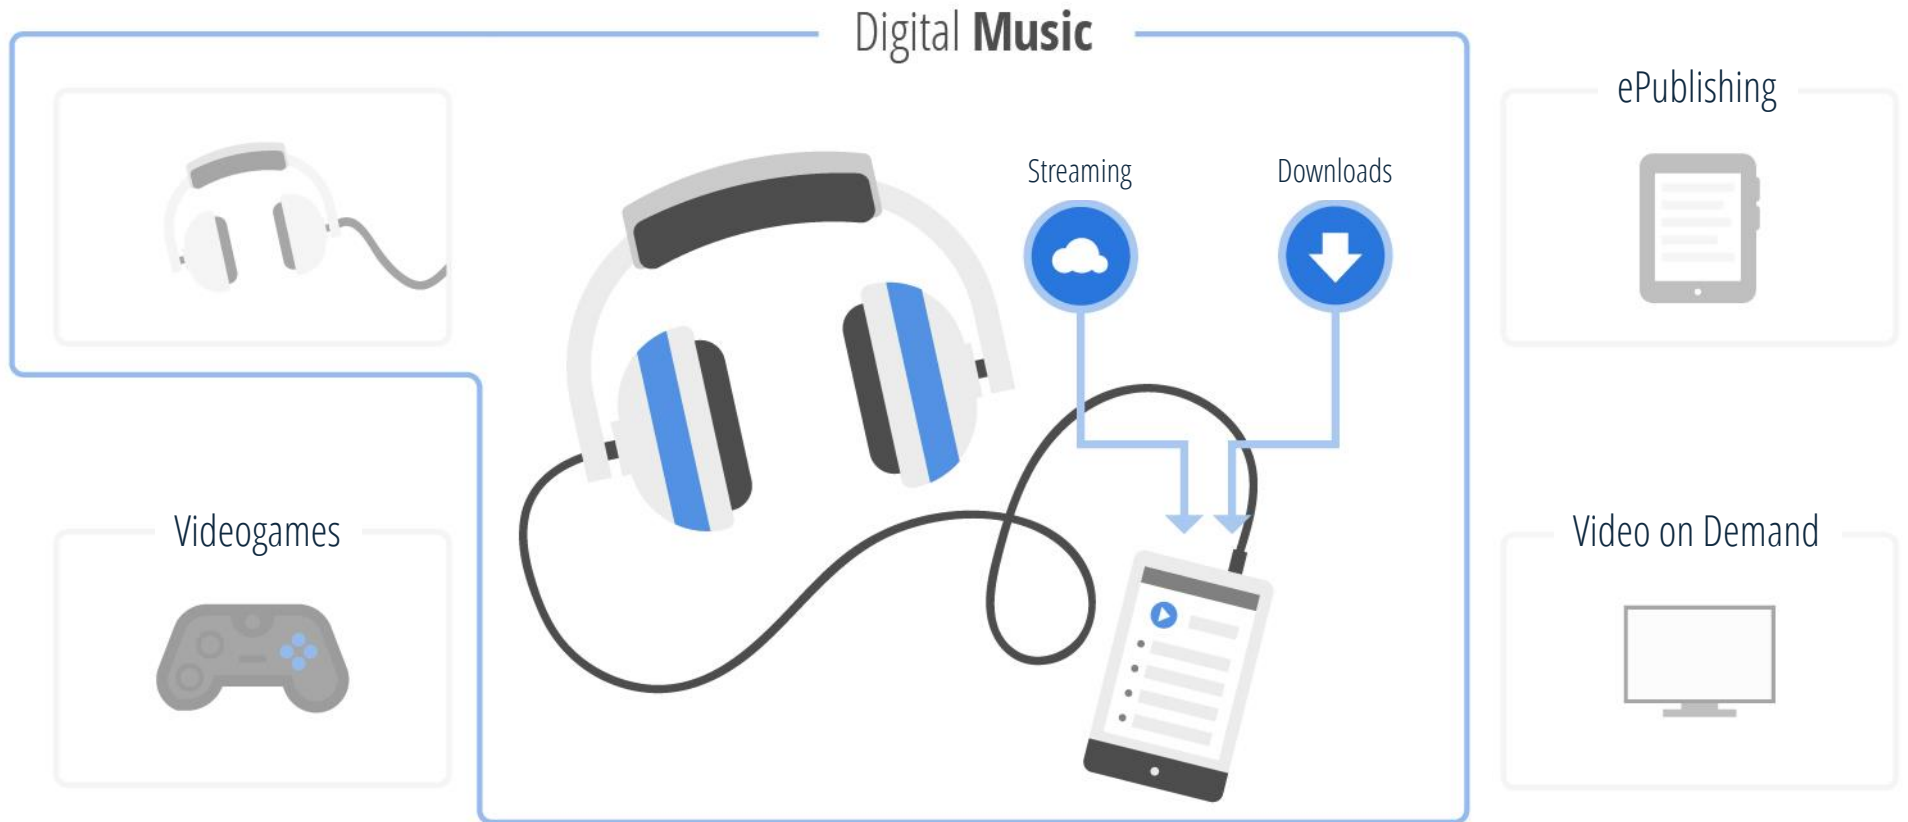 Digital Music
ePublishing
Streaming
Downloads
Videogames
Video on Demand